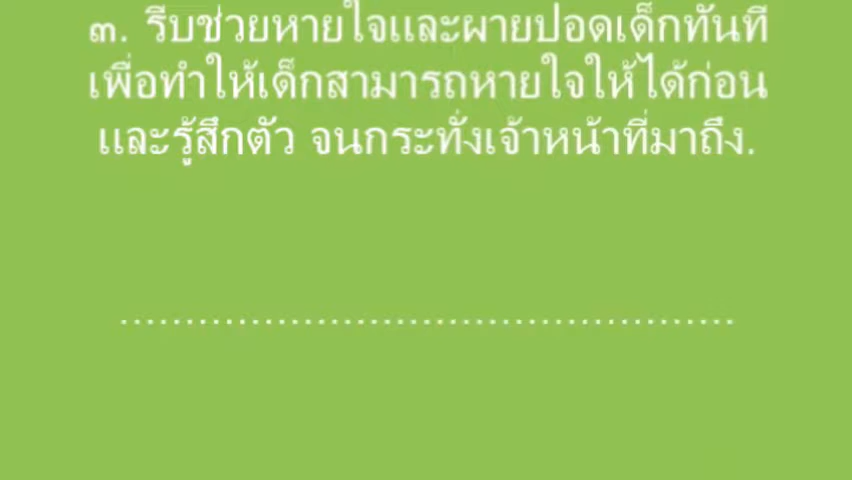 ๓. รีบช่วยหายใจและผายปอดเด็กทันที
เพื่อทำให้เด็กสามารถหายใจให้ได้ก่อน
และรู้สึกตัว จนกระทั่งเจ้าหน้าที่มาถึง.
...............................................